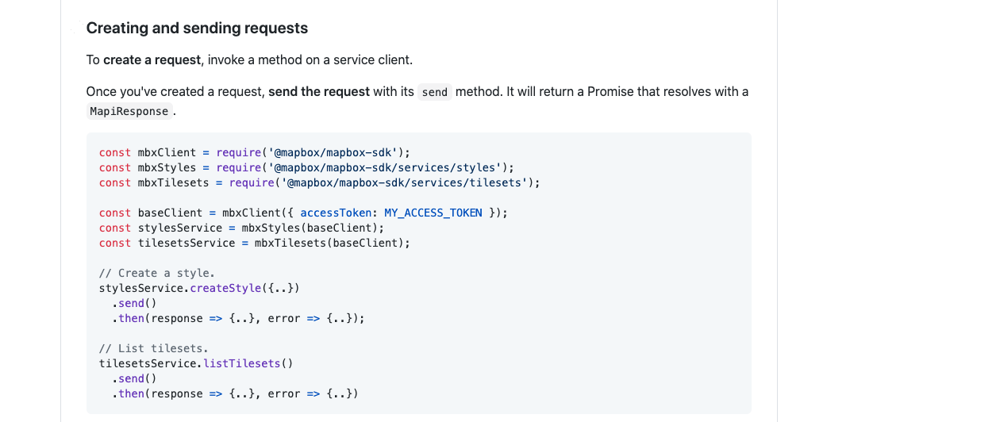 Creating and sending requests
To create a request, invoke a method on a service client.
Once you've created a request, send the request with its send method. It will return a Promise that resolves with a
MapiResponse .
const mbxClient = require('@mapbox/mapbox-sdk');
const mbxStyles = require('@mapbox/mapbox-sdk/services/styles');
const mbxTilesets = require('@mapbox/mapbox-sdk/services/tilesets');
const baseClient = mbxClient({ accessToken: MY_ACCESS_TOKEN });
const stylesService = mbxStyles(baseClient);
const tilesetsService = mbxTilesets(baseClient);
// Create a style.
stylesService.createStyle({..})
  .send()
  .then(response => {..}, error => {..});
// List tilesets.
tilesetsService.listTilesets()
  .send()
  .then(response => {..}, error => {..})